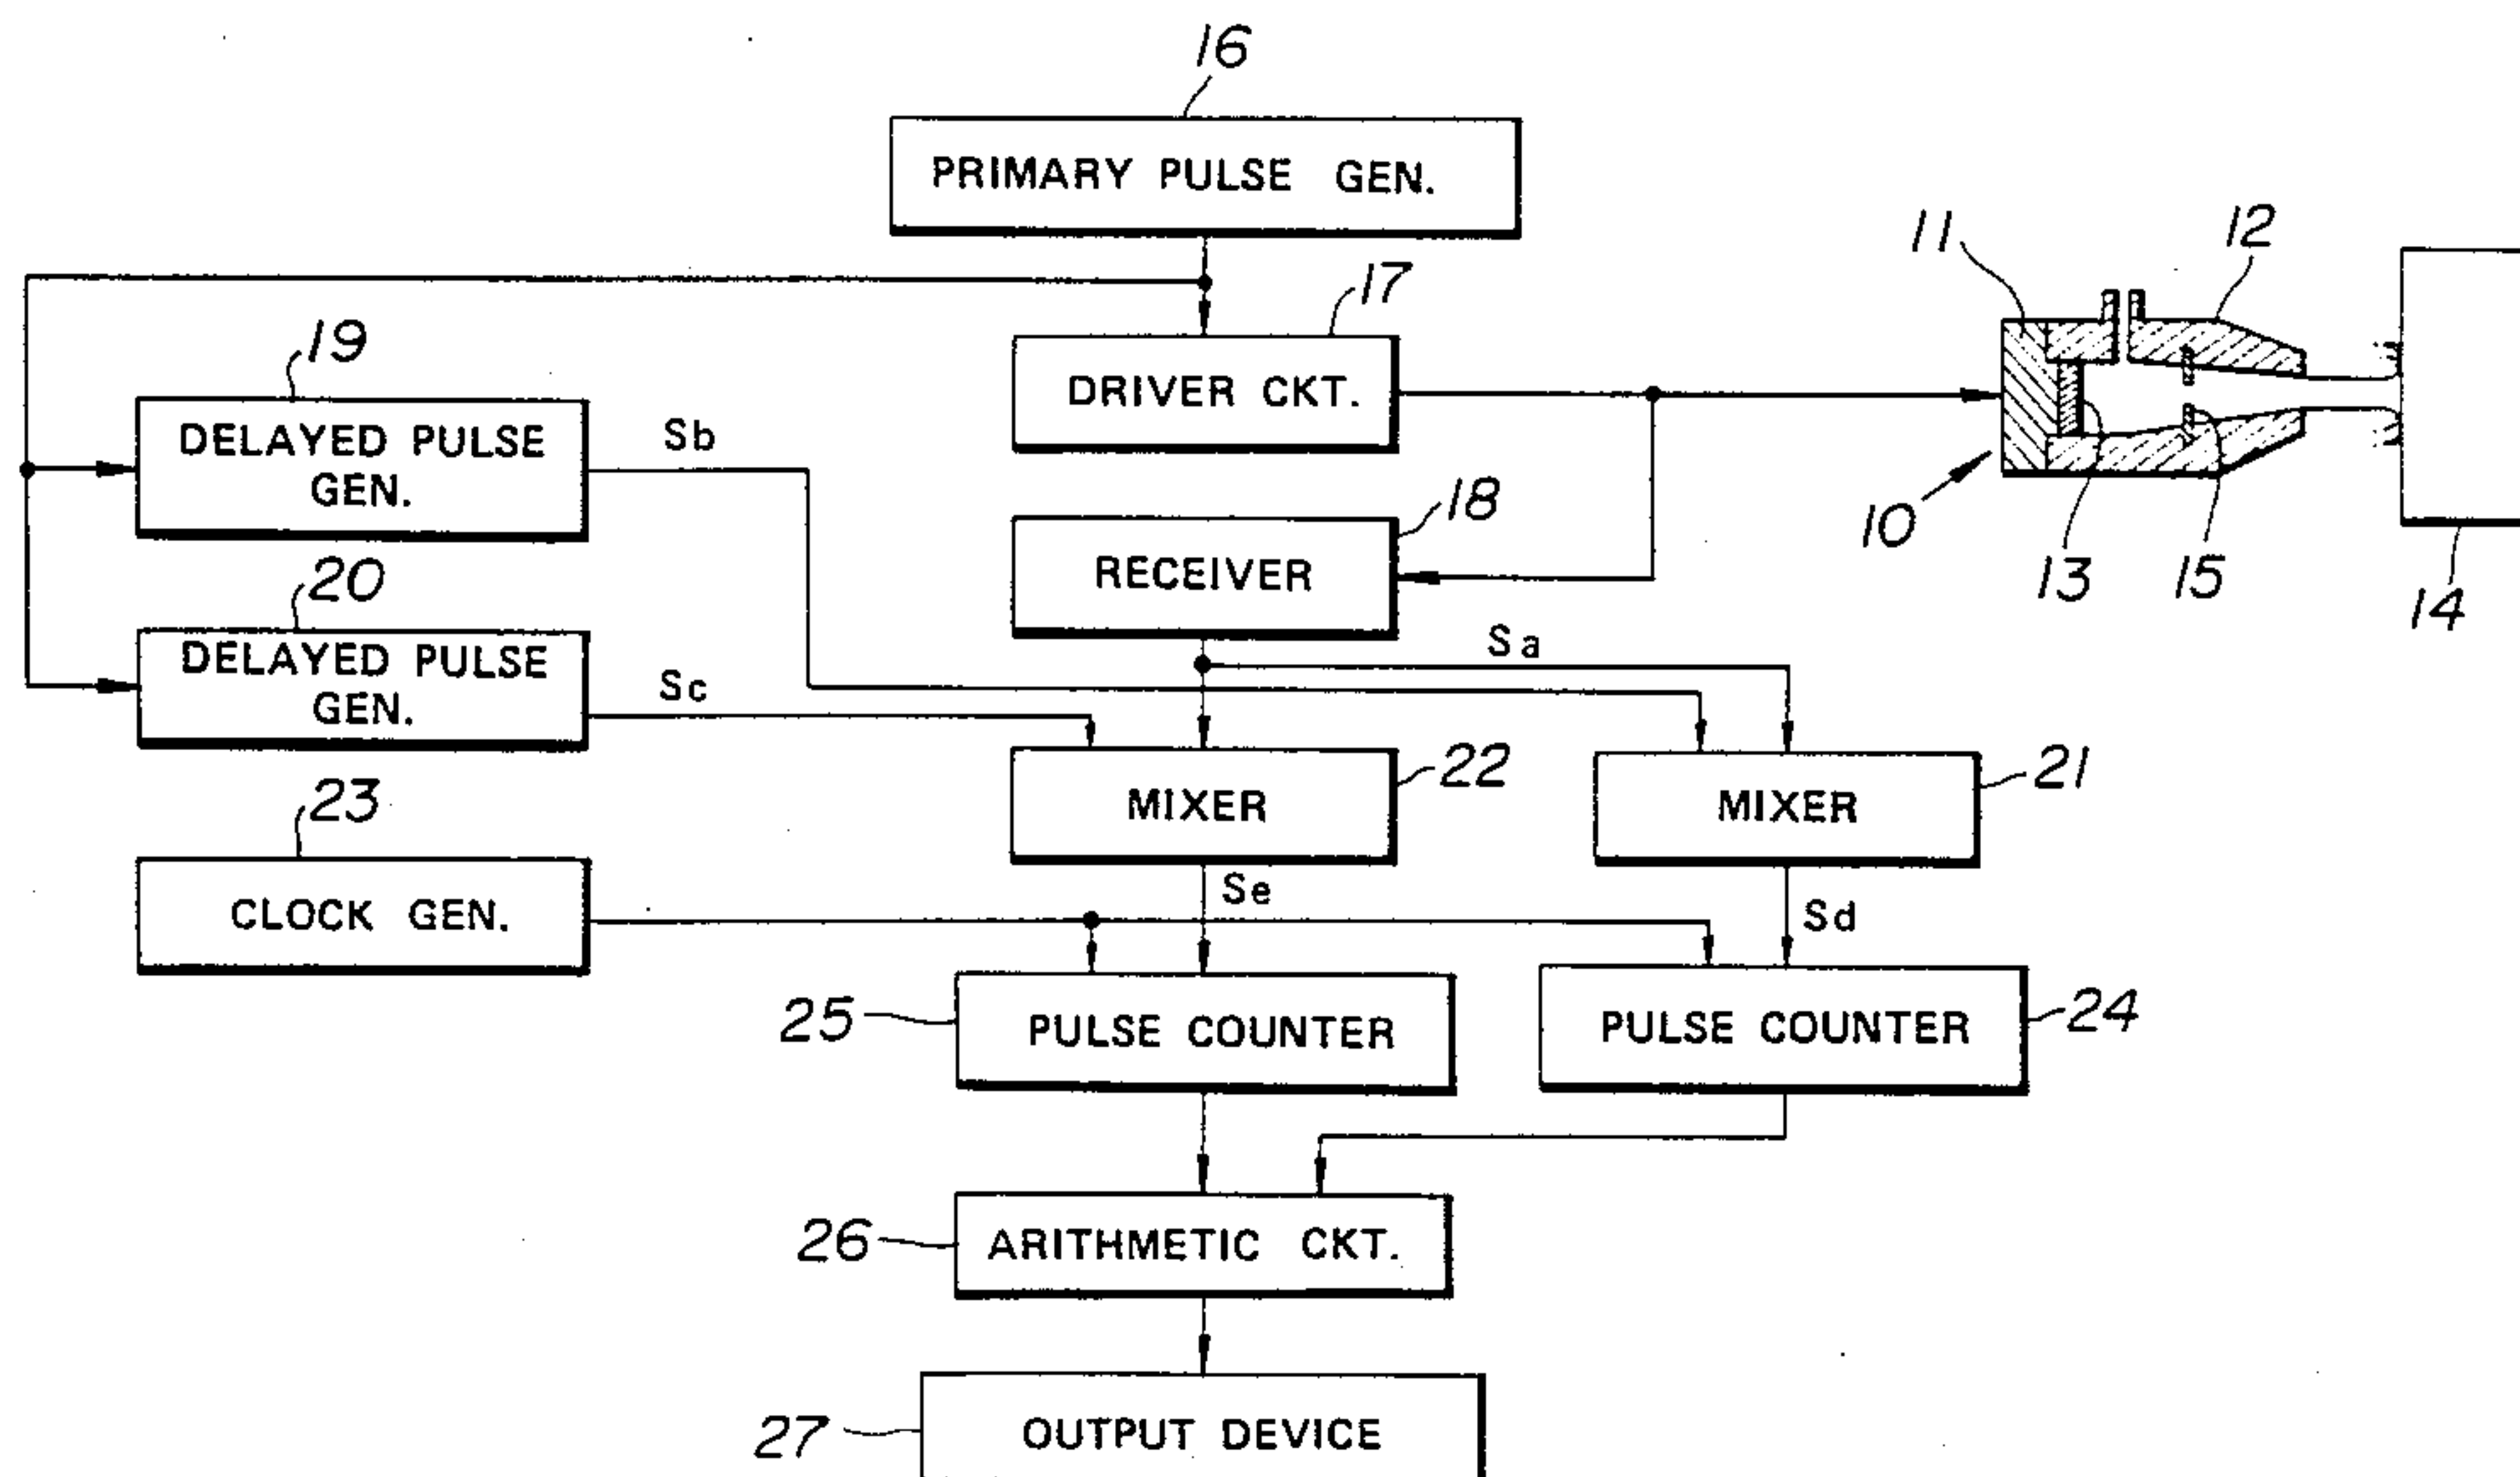 16
PRIMARY PULSE GEN.
11
12
17
19
DRIVER CKT.
DELAYED PULSE
GEN.
Sb
18
10
13
15
14
RECEIVER
20
Sa
DELAYED PULSE
GEN.
Sc
22
21
MIXER
MIXER
23
CLOCK GEN.
Se
Sd
25
PULSE COUNTER
PULSE COUNTER
24
26
ARITHMETIC CKT.
27
OUTPUT DEVICE